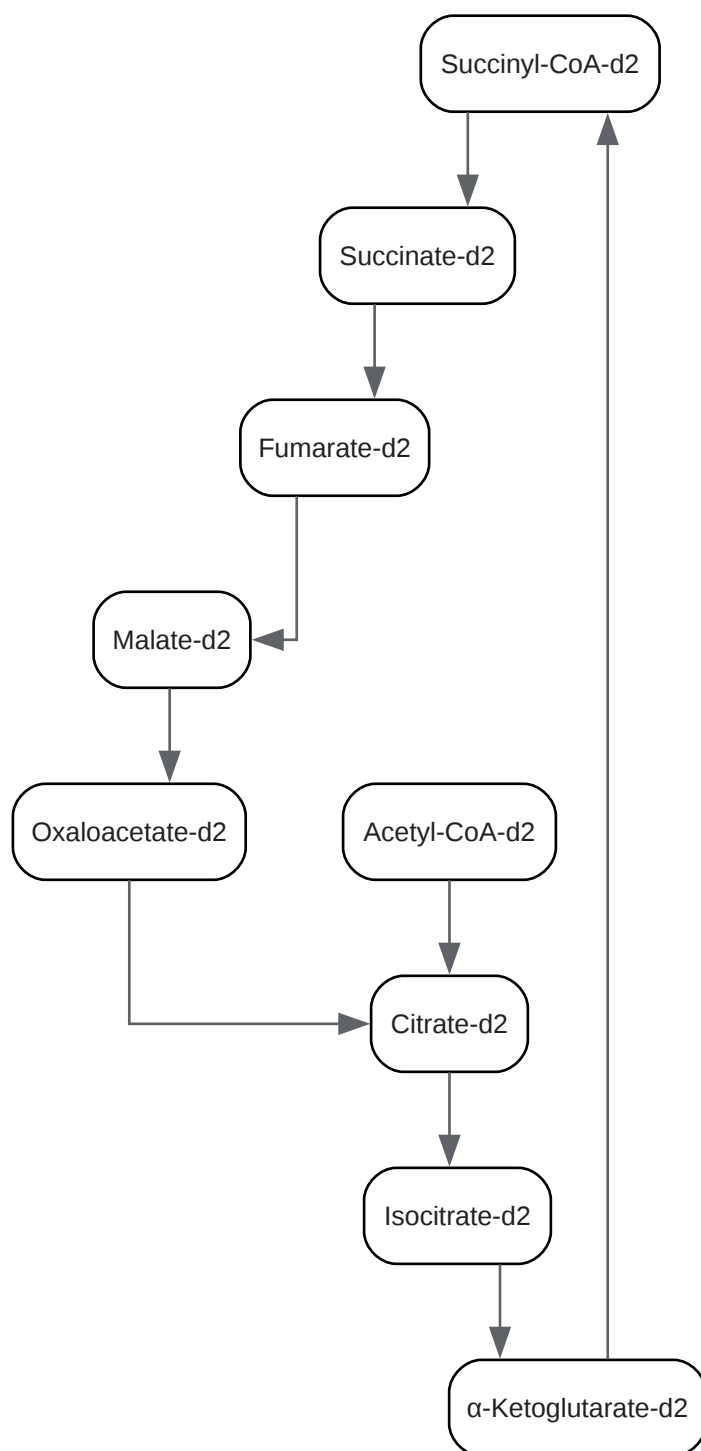 Succinyl-CoA-d2
Succinate-d2
Fumarate-d2
Malate-d2
Oxaloacetate-d2
Acetyl-CoA-d2
Citrate-d2
Isocitrate-d2
α-Ketoglutarate-d2